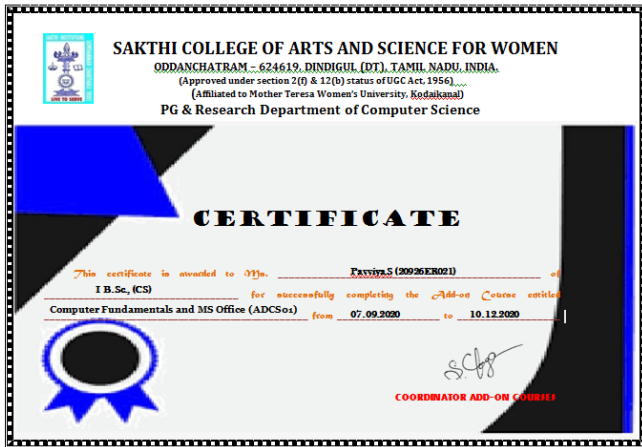 SAKTHI COLLEGE OF ARTS AND SCIENCE FOR WOMEN
ODDANCHATRAM – 624619, DINDIGUL (DT), TAMIL NADU, INDIA.
(Approved under section 2(f) & 12(b) status of UGC Act, 1956)
(Affiliated to Mother Teresa Women's University, Kodaikanal)
PG & Research Department of Computer Science
LIVE TO SERVE
CERTIFICATE
This certificate is awarded to Ms. Pavviya.S (20926ER021) of
I B.Sc., (CS) for successfully completing the Add-on Course entitled
Computer Fundamentals and MS Office (ADCS01) from 07.09.2020 to 10.12.2020
COORDINATOR ADD-ON COURSES